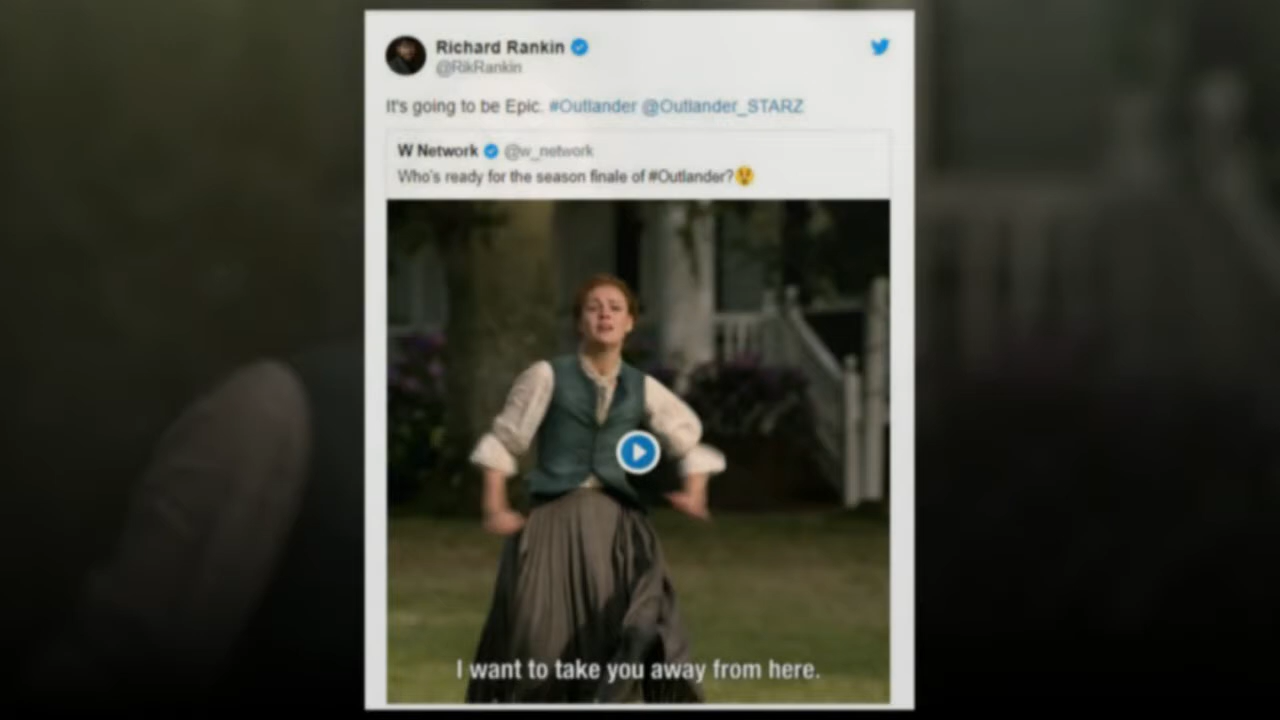 Richard Rankin
@RikRankin
It's going to be Epic. #Outlander @Outlander_STARZ
W Network @w_network
Who's ready for the season finale of #Outlander?😲
I want to take you away from here.